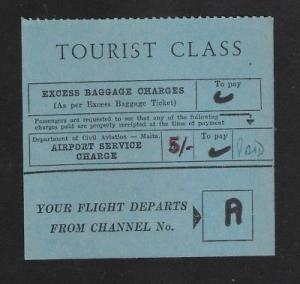 TOURIST CLASS
EXCESS BAGGAGE CHARGES
(As per Excess Baggage Ticket)
To pay
Passengers are requested to see that any of the following
charges paid are properly receipted at the time of payment
Department of Civil Aviation — Malta.
AIRPORT SERVICE
CHARGE
5/-
To pay
PAID
YOUR FLIGHT DEPARTS
FROM CHANNEL No.
A